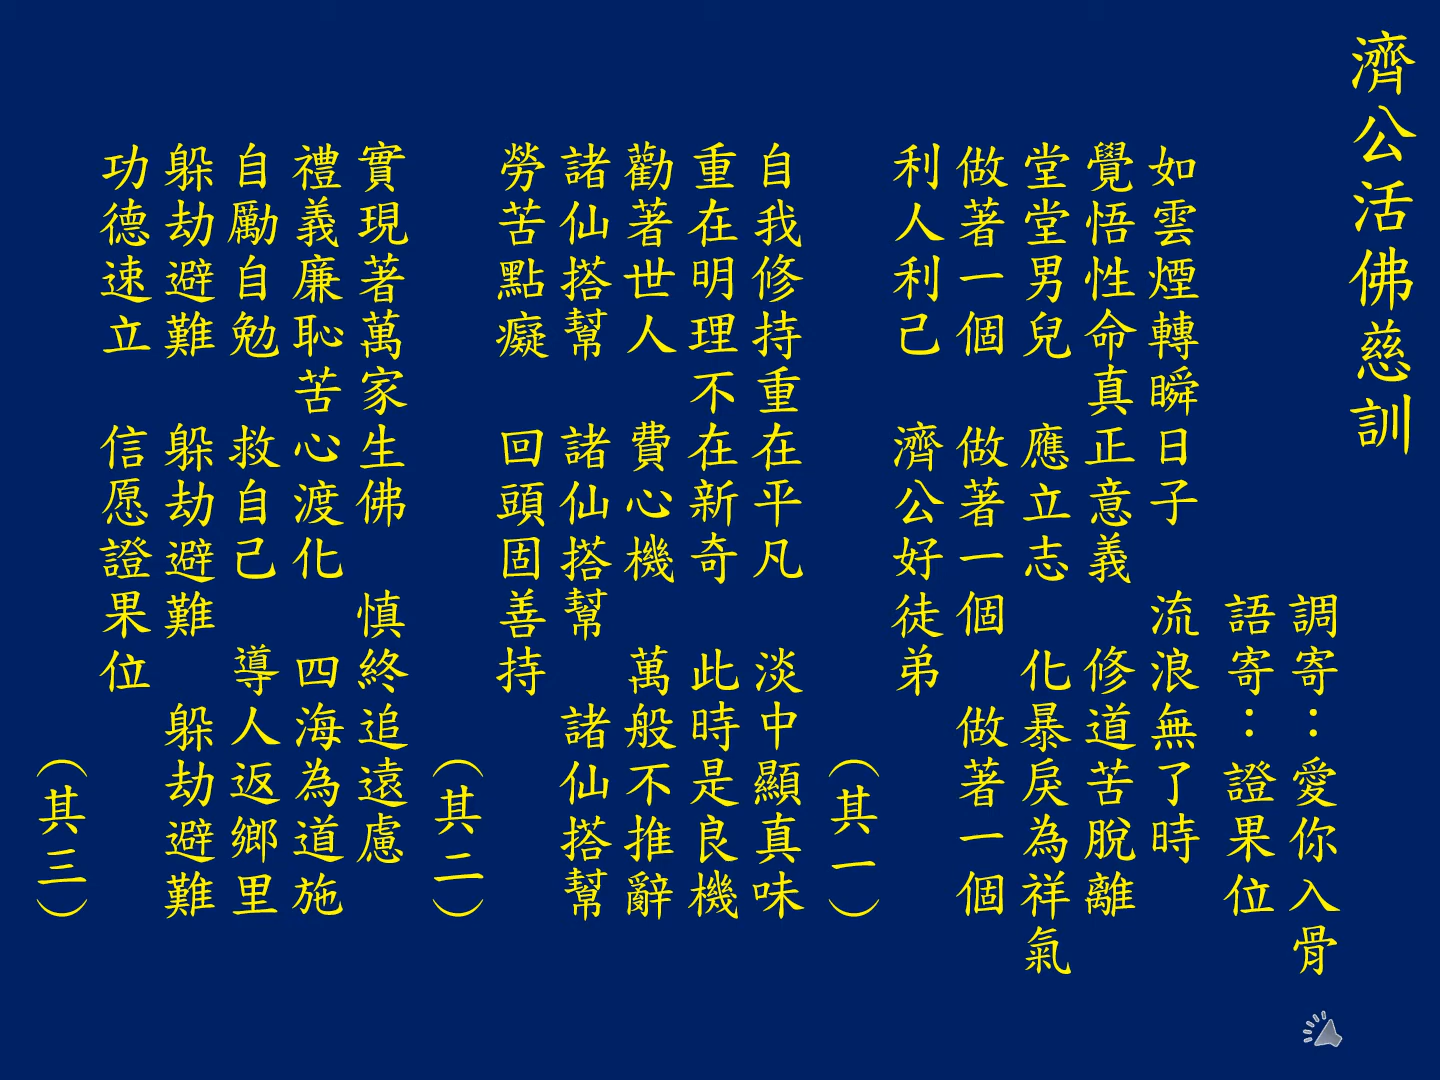 濟公活佛慈訓
調寄：愛你入骨
語寄：證果位
如雲煙轉瞬日子　流浪無了時
覺悟性命真正意義　修道苦脫離
堂堂男兒　應立志　化暴戾為祥氣
做著一個　做著一個　做著一個
利人利己　濟公好徒弟
（其一）
自我修持重在平凡　淡中顯真味
重在明理不在新奇　此時是良機
勸著世人　費心機　萬般不推辭
諸仙搭幫　諸仙搭幫　諸仙搭幫
勞苦點癡　回頭固善持
（其二）
實現著萬家生佛　慎終追遠慮
禮義廉恥苦心渡化　四海為道施
自勵自勉　救自己　導人返鄉里
躲劫避難　躲劫避難　躲劫避難
功德速立　信愿證果位
（其三）